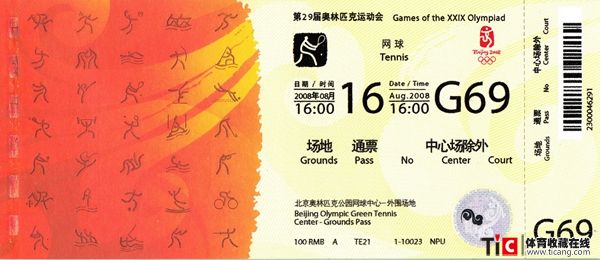 第29届奥林匹克运动会 Games of the XXIX Olympiad
网球
Tennis
Beijing 2008
日期 / 时间
2008年08月
16:00
16
Date / Time
Aug.2008
16:00
G69
场地 通票 中心场除外
Grounds Pass No Center Court
北京奥林匹克公园网球中心-外围场地
Beijing Olympic Green Tennis
Center - Grounds Pass
100 RMB A TE21 1-10023 NPU
场地 通票 中心场除外
Grounds Pass No Center Court
2300046291
G69
TiC 体育收藏在线
www.ticang.com